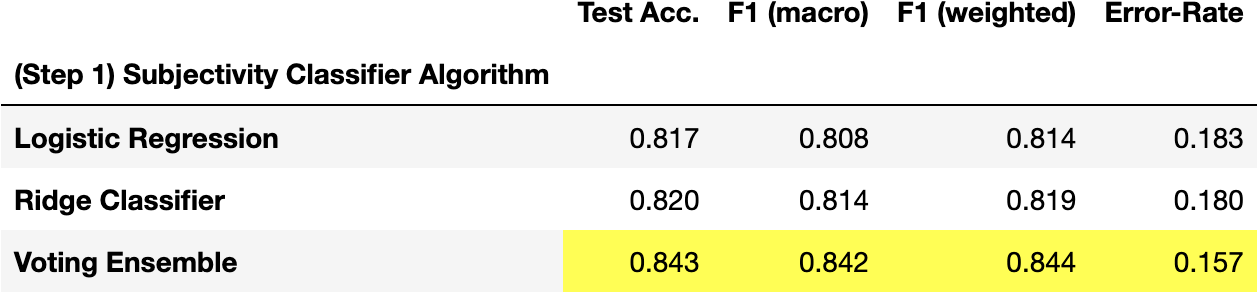 Test Acc. F1 (macro) F1 (weighted) Error-Rate
(Step 1) Subjectivity Classifier Algorithm
Logistic Regression 0.817 0.808 0.814 0.183
Ridge Classifier 0.820 0.814 0.819 0.180
Voting Ensemble 0.843 0.842 0.844 0.157